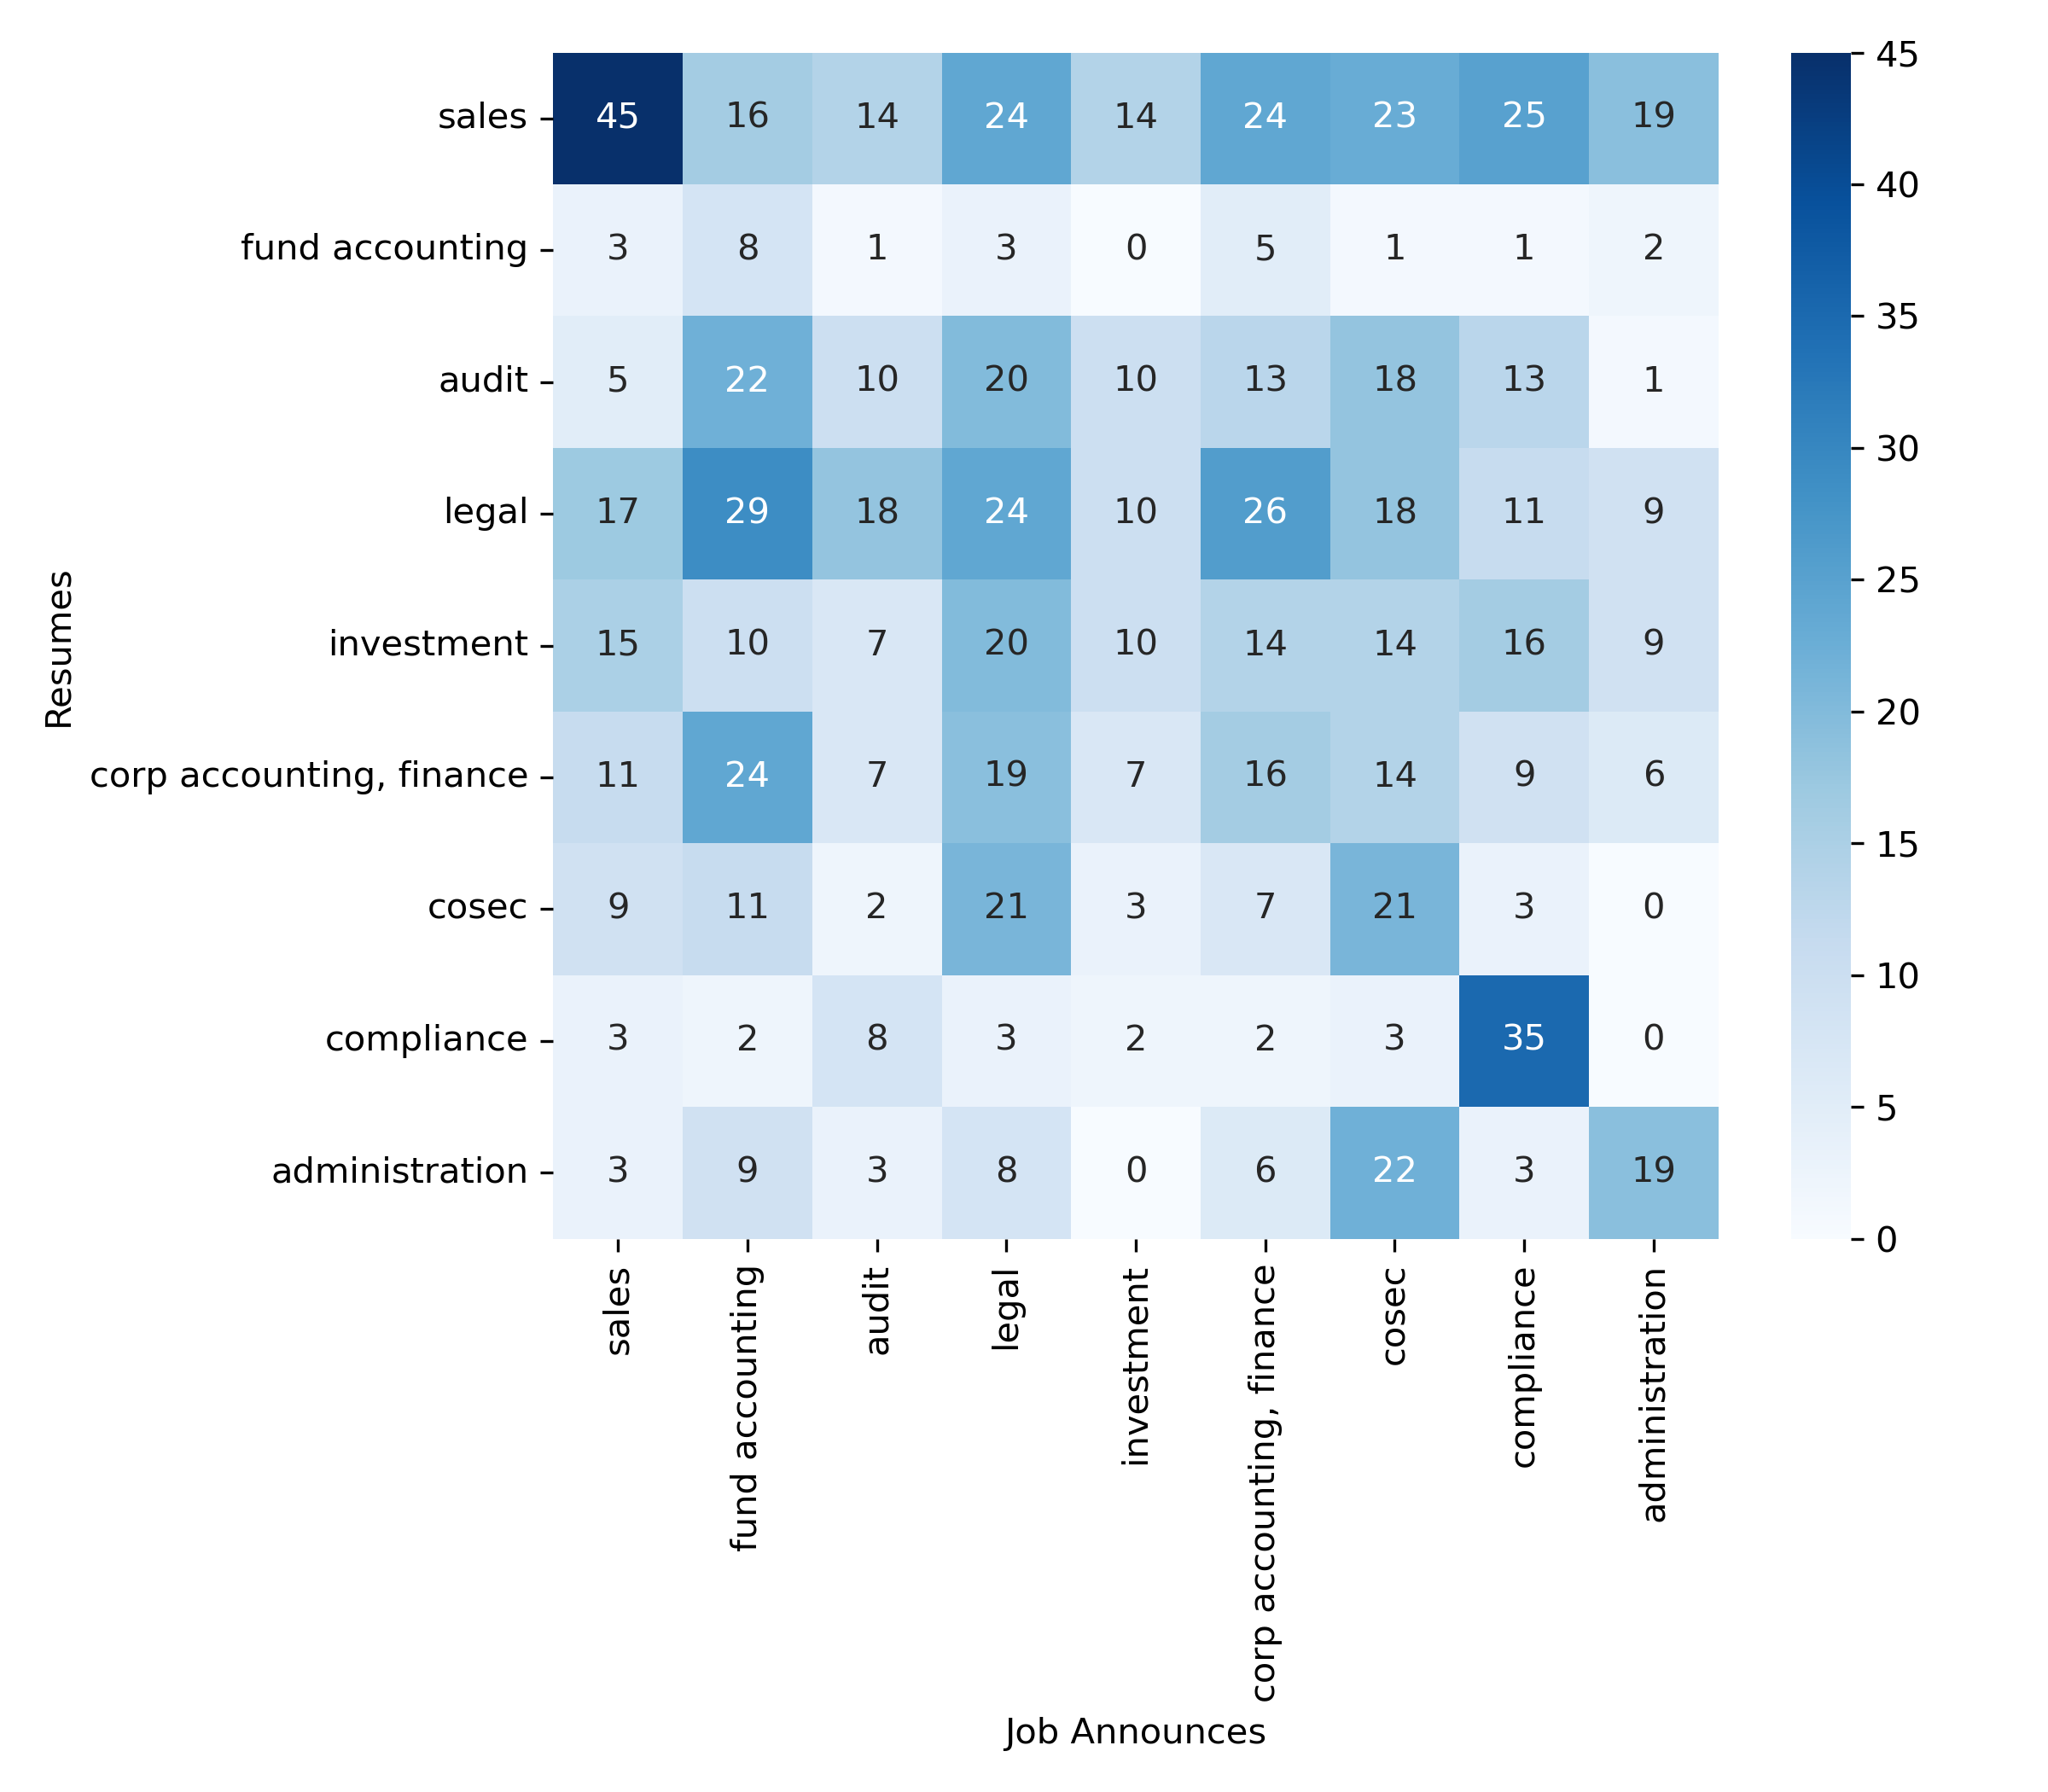 sales 45 16 14 24 14 24 23 25 19
fund accounting 3 8 1 3 0 5 1 1 2
audit 5 22 10 20 10 13 18 13 1
legal 17 29 18 24 10 26 18 11 9
investment 15 10 7 20 10 14 14 16 9
corp accounting, finance 11 24 7 19 7 16 14 9 6
cosec 9 11 2 21 3 7 21 3 0
compliance 3 2 8 3 2 2 3 35 0
administration 3 9 3 8 0 6 22 3 19
Resumes
sales
fund accounting
audit
legal
investment
corp accounting, finance
cosec
compliance
administration
Job Announces
45
40
35
30
25
20
15
10
5
0